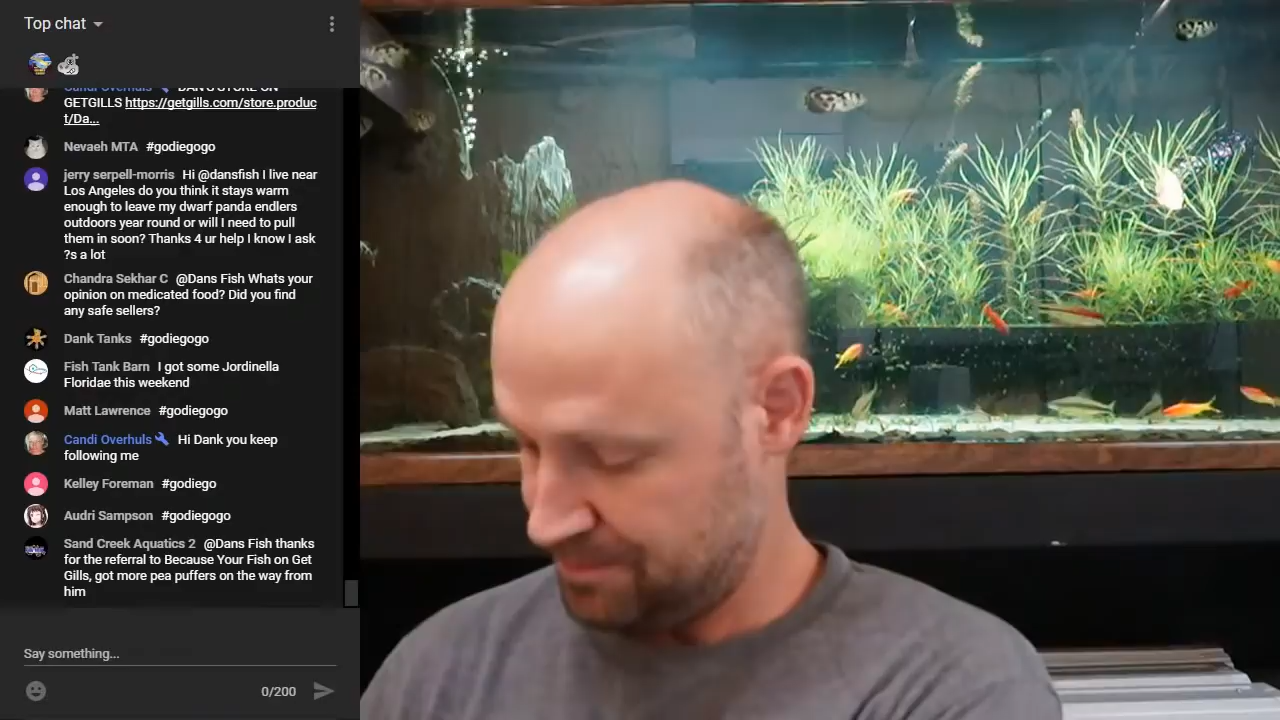 Top chat
Candi Overhuls DAN'S STORE ON
GETGILLS https://getgills.com/store.produc
t/Da...
Nevaeh MTA #godiegogo
jerry serpell-morris Hi @dansfish I live near
Los Angeles do you think it stays warm
enough to leave my dwarf panda endlers
outdoors year round or will I need to pull
them in soon? Thanks 4 ur help I know I ask
?s a lot
Chandra Sekhar C @Dans Fish Whats your
opinion on medicated food? Did you find
any safe sellers?
Dank Tanks #godiegogo
Fish Tank Barn I got some Jordinella
Floridae this weekend
Matt Lawrence #godiegogo
Candi Overhuls Hi Dank you keep
following me
Kelley Foreman #godiego
Audri Sampson #godiegogo
Sand Creek Aquatics 2 @Dans Fish thanks
for the referral to Because Your Fish on Get
Gills, got more pea puffers on the way from
him
Say something...
0/200